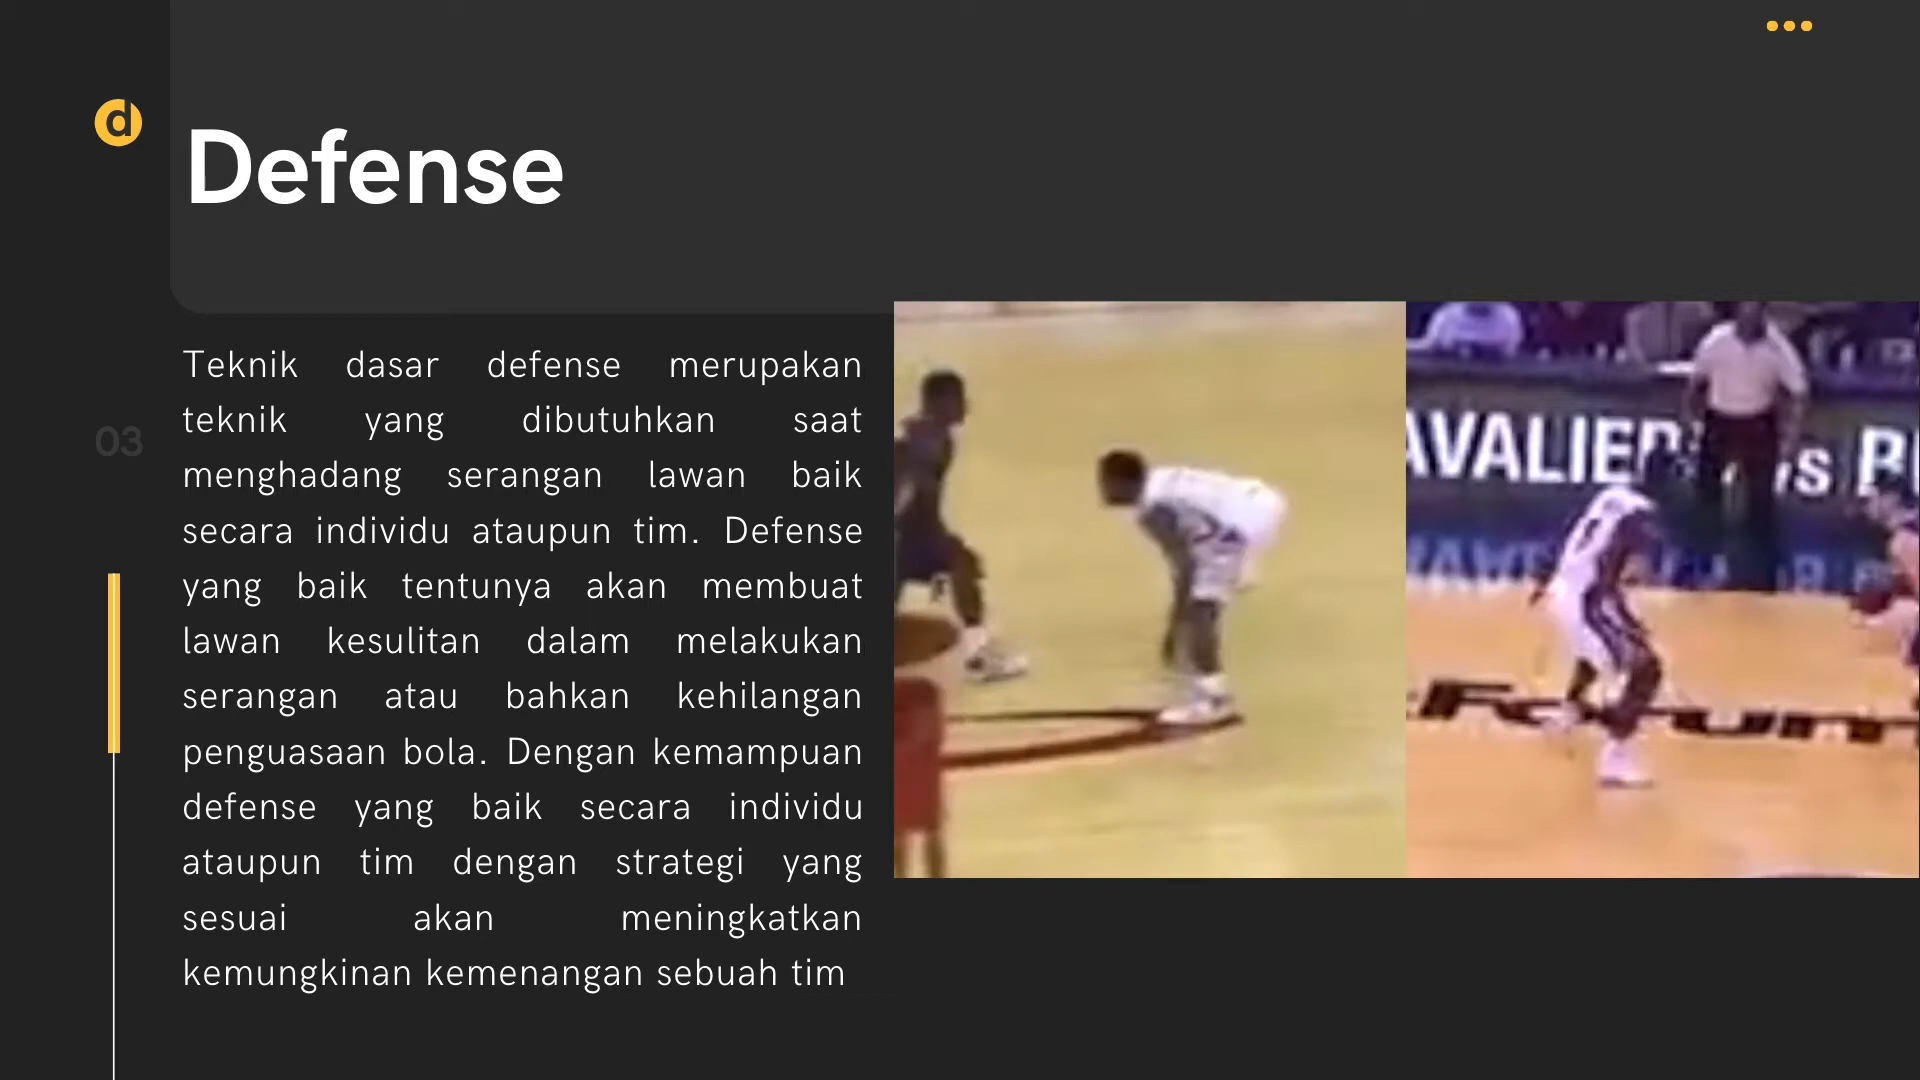 d
Defense
03
Teknik dasar defense merupakan
teknik yang dibutuhkan saat
menghadang serangan lawan baik
secara individu ataupun tim. Defense
yang baik tentunya akan membuat
lawan kesulitan dalam melakukan
serangan atau bahkan kehilangan
penguasaan bola. Dengan kemampuan
defense yang baik secara individu
ataupun tim dengan strategi yang
sesuai akan meningkatkan
kemungkinan kemenangan sebuah tim